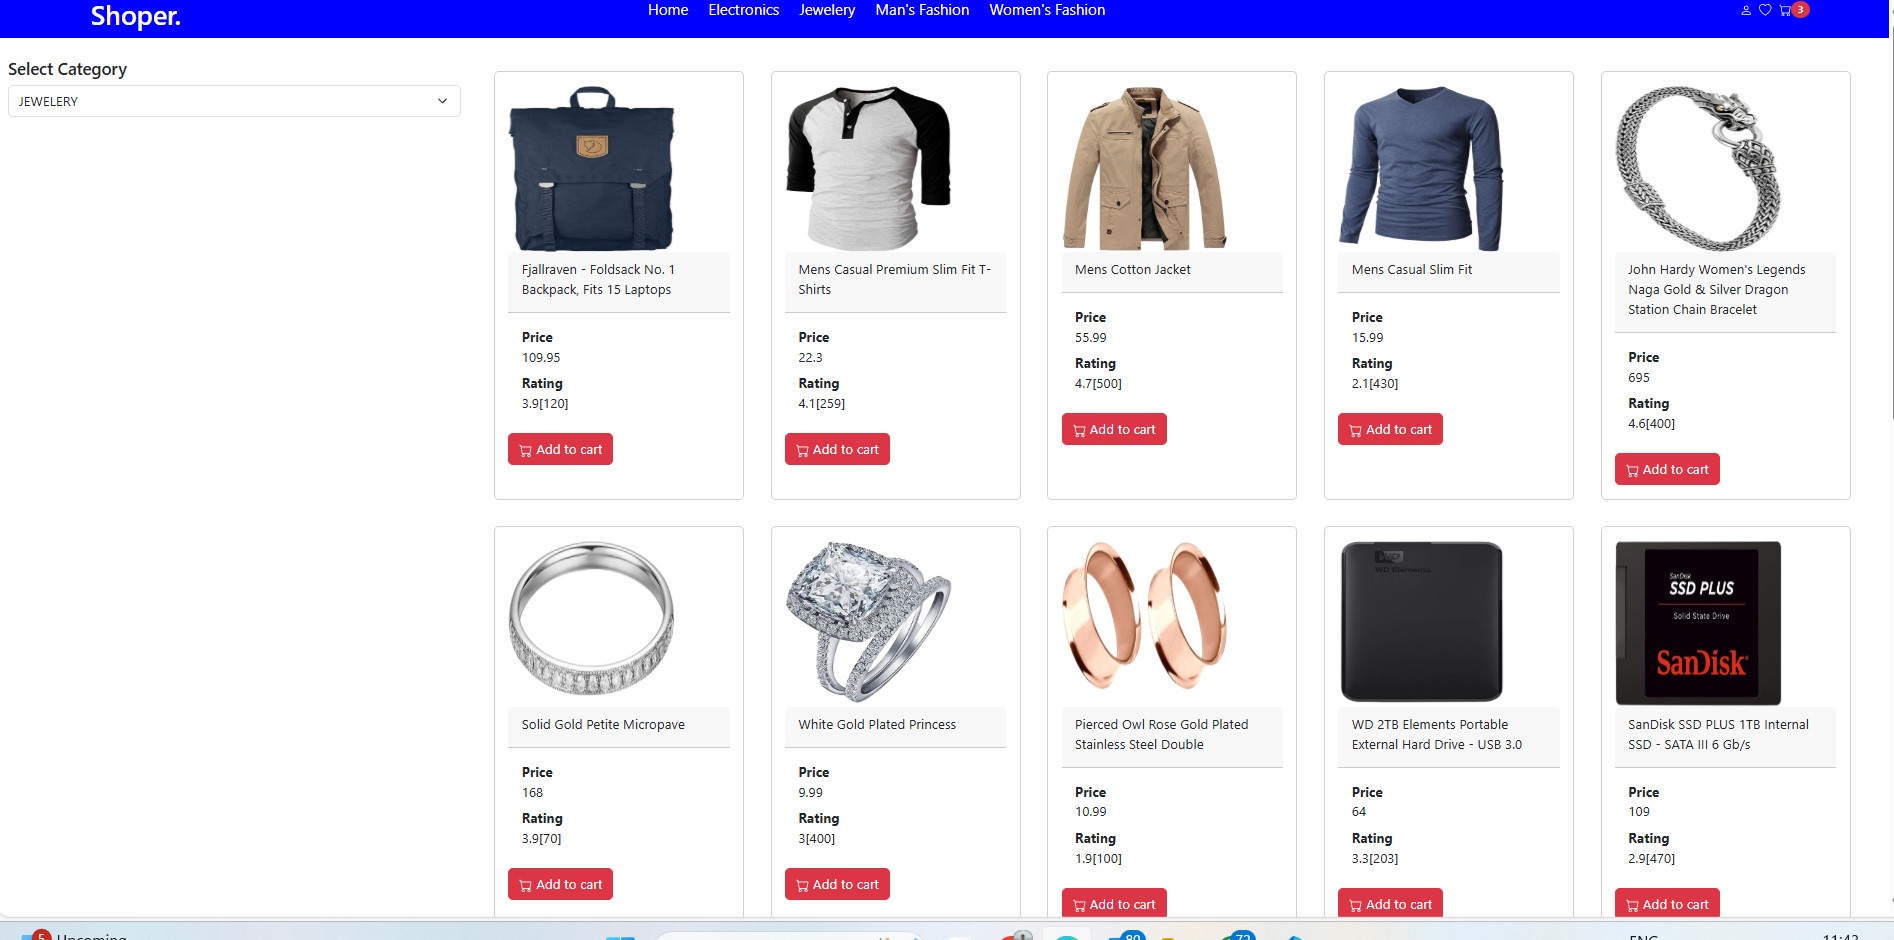 Shoper.
Home Electronics Jewelery Man's Fashion Women's Fashion
3
Select Category
JEWELERY
Fjallraven - Foldsack No. 1
Backpack, Fits 15 Laptops
Price
109.95
Rating
3.9[120]
Add to cart
Mens Casual Premium Slim Fit T-
Shirts
Price
22.3
Rating
4.1[259]
Add to cart
Mens Cotton Jacket
Price
55.99
Rating
4.7[500]
Add to cart
Mens Casual Slim Fit
Price
15.99
Rating
2.1[430]
Add to cart
John Hardy Women's Legends
Naga Gold & Silver Dragon
Station Chain Bracelet
Price
695
Rating
4.6[400]
Add to cart
Solid Gold Petite Micropave
Price
168
Rating
3.9[70]
Add to cart
White Gold Plated Princess
Price
9.99
Rating
3[400]
Add to cart
Pierced Owl Rose Gold Plated
Stainless Steel Double
Price
10.99
Rating
1.9[100]
Add to cart
WD
WD Elements
WD 2TB Elements Portable
External Hard Drive - USB 3.0
Price
64
Rating
3.3[203]
Add to cart
SanDisk
SSD PLUS
Solid State Drive
SanDisk
SanDisk SSD PLUS 1TB Internal
SSD - SATA III 6 Gb/s
Price
109
Rating
2.9[470]
Add to cart
5
Upcoming
80
72
ENG
11:43